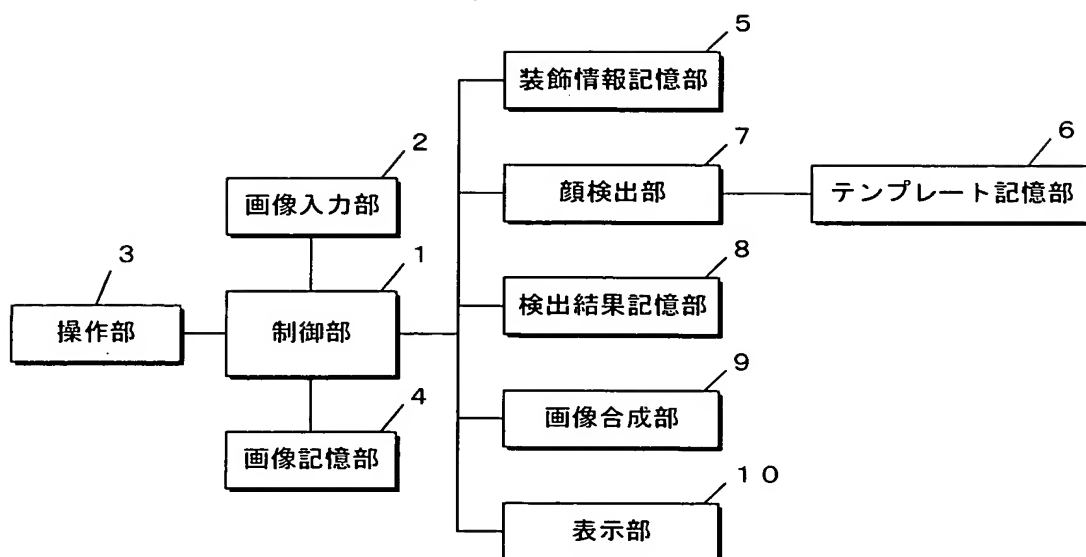 5
装飾情報記憶部
2
7
6
画像入力部
顔検出部
テンプレート記憶部
3
1
8
操作部
制御部
検出結果記憶部
4
9
画像記憶部
画像合成部
10
表示部